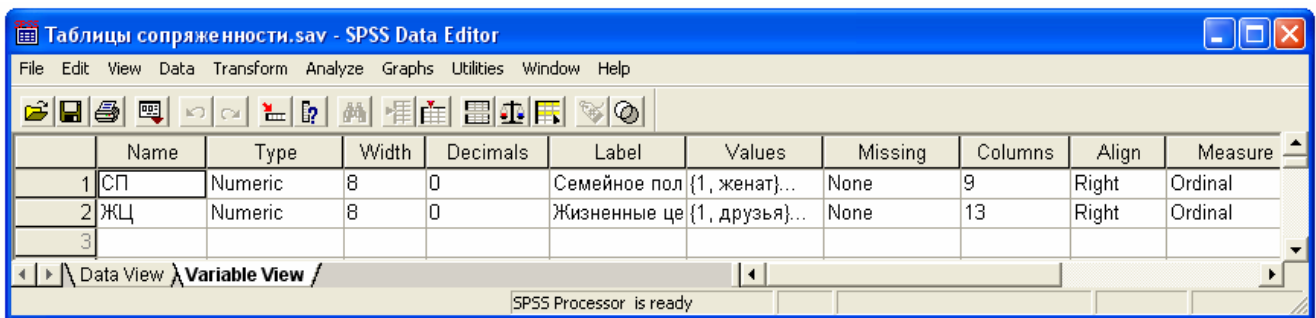 Таблицы сопряженности.sav - SPSS Data Editor
File Edit View Data Transform Analyze Graphs Utilities Window Help
Name Type Width Decimals Label Values Missing Columns Align Measure
1 СП Numeric 8 0 Семейное пол {1, женат}... None 9 Right Ordinal
2 ЖЦ Numeric 8 0 Жизненные це {1, друзья}... None 13 Right Ordinal
3
Data View Variable View
SPSS Processor is ready